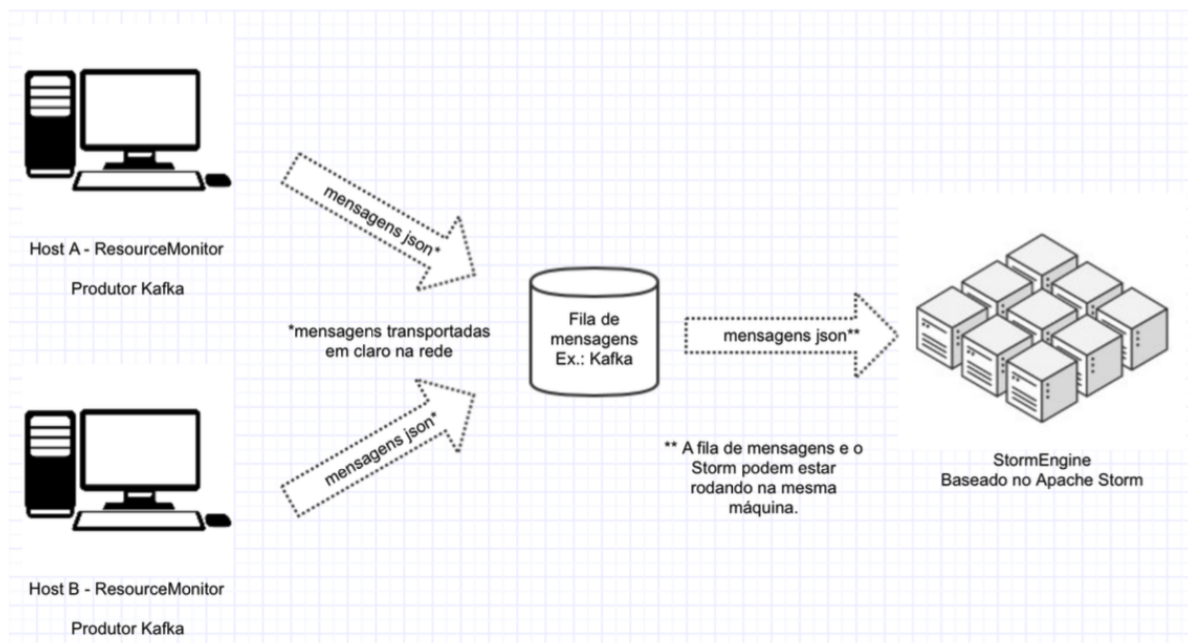 Host A - ResourceMonitor
Produtor Kafka
mensagens json*
*mensagens transportadas
em claro na rede
mensagens json*
Host B - ResourceMonitor
Produtor Kafka
Fila de
mensagens
Ex.: Kafka
mensagens json**
** A fila de mensagens e o
Storm podem estar
rodando na mesma
máquina.
StormEngine
Baseado no Apache Storm